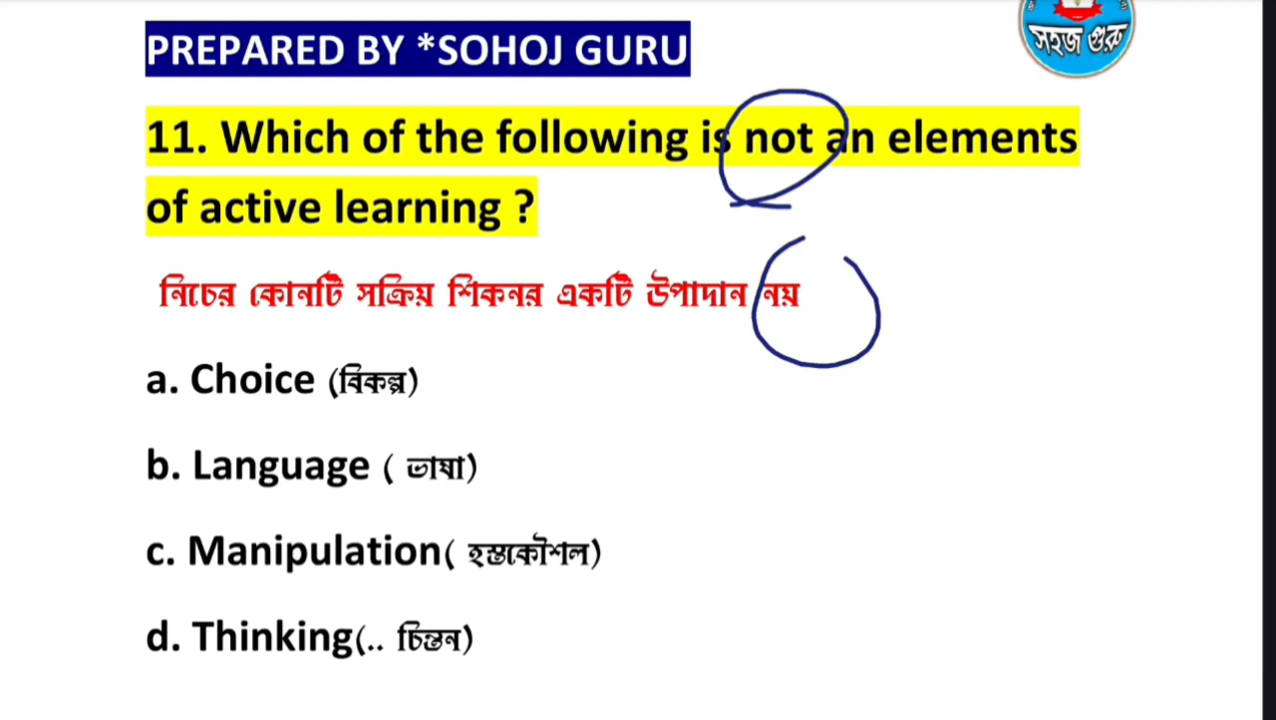 PREPARED BY *SOHOJ GURU
সহজ গুরু
11. Which of the following is not an elements
of active learning ?
নিচের কোনটি সক্রিয় শিকনর একটি উপাদান নয়
a. Choice (বিকল্প)
b. Language ( ভাষা)
c. Manipulation( হস্তকৌশল)
d. Thinking(.. চিন্তন)